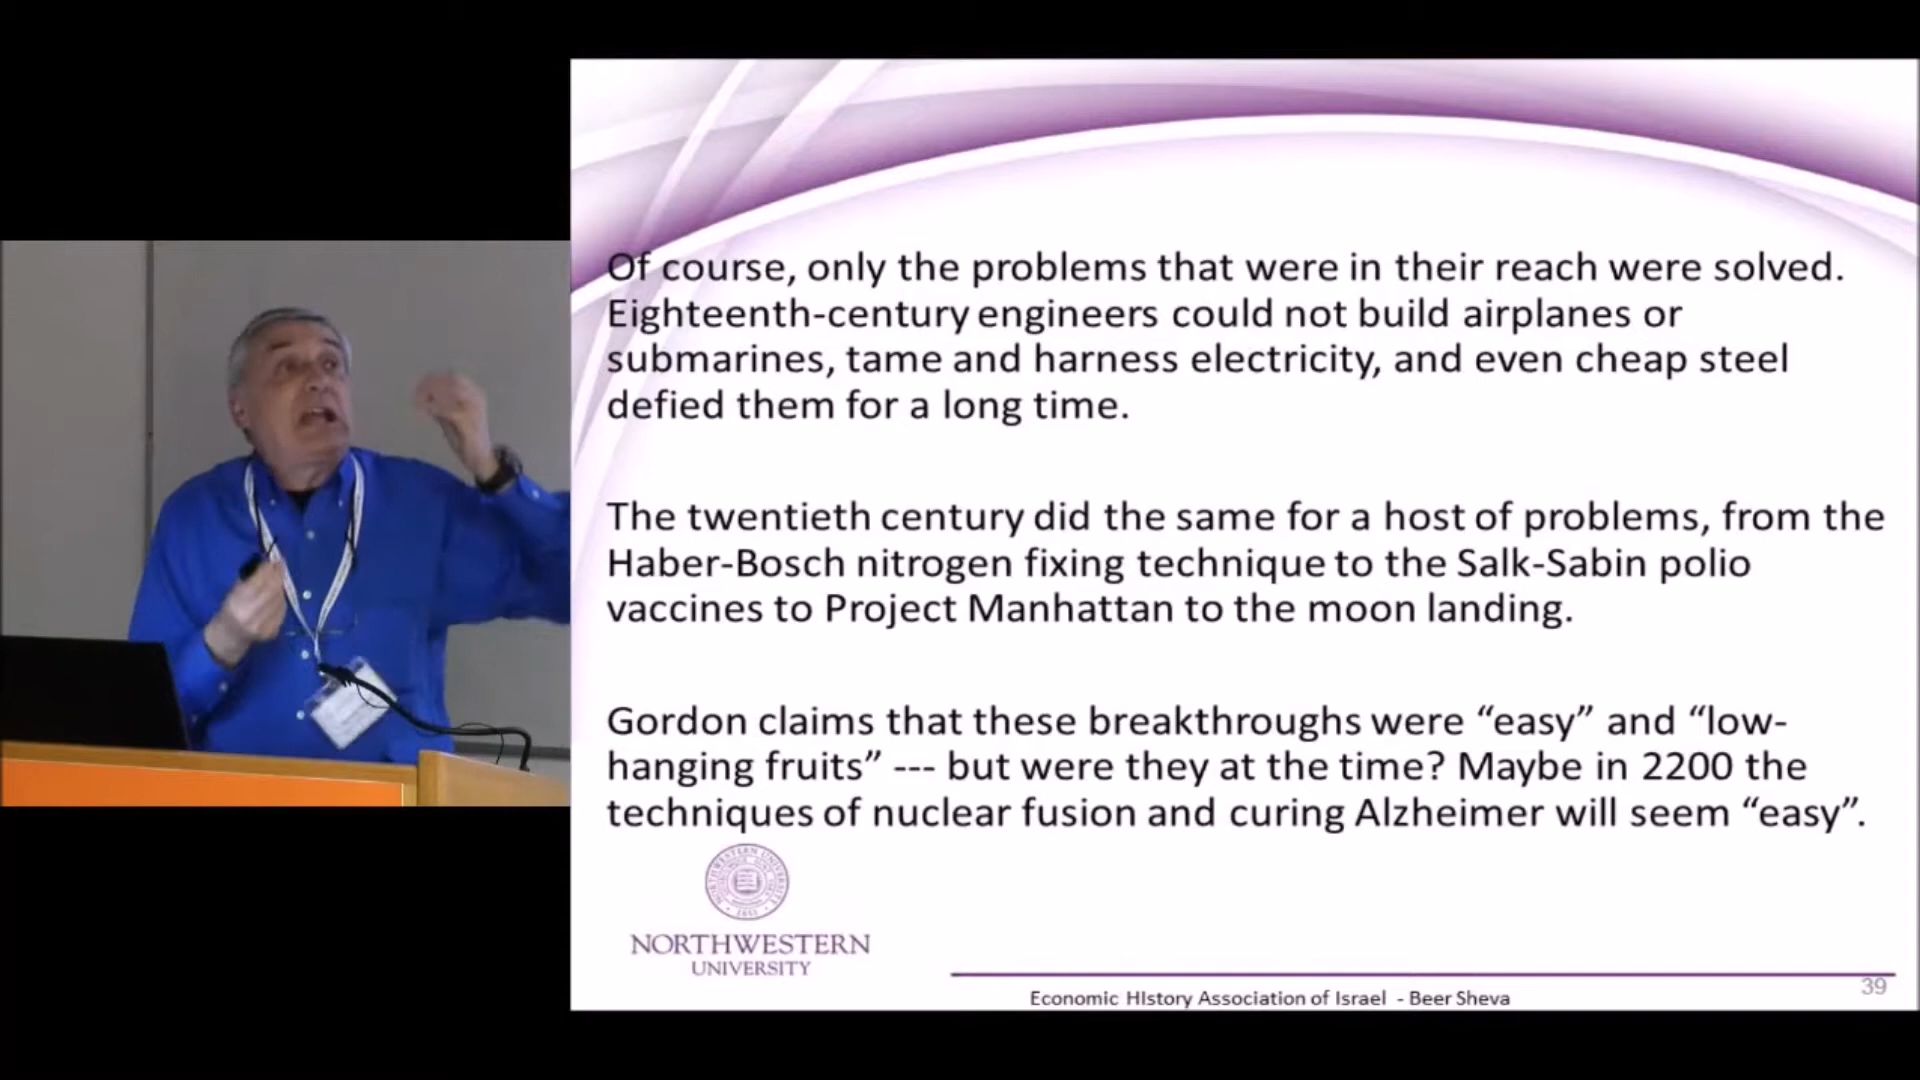 Of course, only the problems that were in their reach were solved.
Eighteenth-century engineers could not build airplanes or
submarines, tame and harness electricity, and even cheap steel
defied them for a long time.
The twentieth century did the same for a host of problems, from the
Haber-Bosch nitrogen fixing technique to the Salk-Sabin polio
vaccines to Project Manhattan to the moon landing.
Gordon claims that these breakthroughs were “easy” and “low-
hanging fruits” --- but were they at the time? Maybe in 2200 the
techniques of nuclear fusion and curing Alzheimer will seem “easy”.
NORTHWESTERN
UNIVERSITY
Economic HIstory Association of Israel - Beer Sheva
39